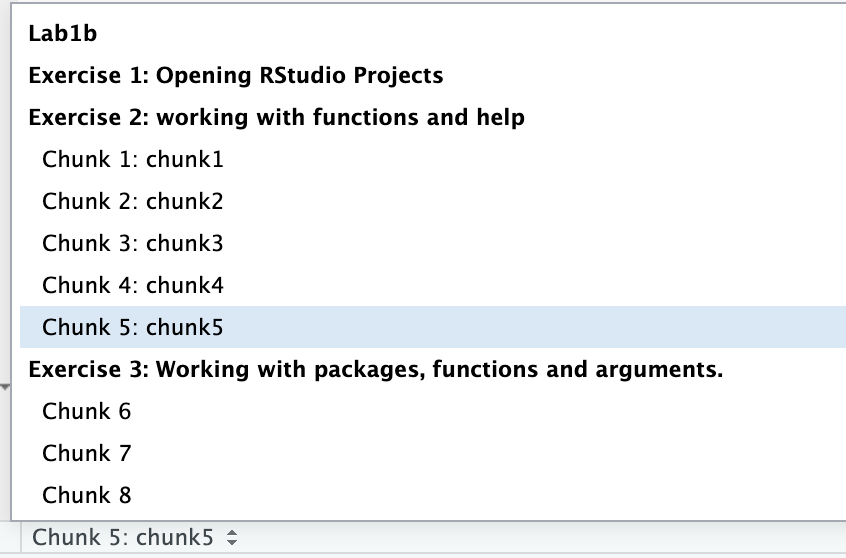 Lab1b
Exercise 1: Opening RStudio Projects
Exercise 2: working with functions and help
Chunk 1: chunk1
Chunk 2: chunk2
Chunk 3: chunk3
Chunk 4: chunk4
Chunk 5: chunk5
Exercise 3: Working with packages, functions and arguments.
Chunk 6
Chunk 7
Chunk 8
Chunk 5: chunk5